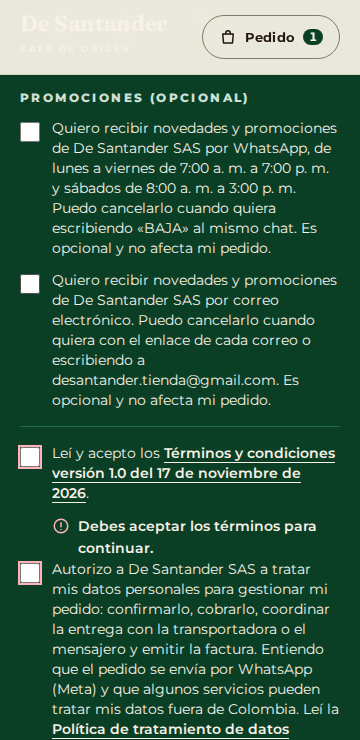 De Santander
CAFÉ DE ORIGEN
Pedido 1
PROMOCIONES (OPCIONAL)
Quiero recibir novedades y promociones
de De Santander SAS por WhatsApp, de
lunes a viernes de 7:00 a. m. a 7:00 p. m.
y sábados de 8:00 a. m. a 3:00 p. m.
Puedo cancelarlo cuando quiera
escribiendo «BAJA» al mismo chat. Es
opcional y no afecta mi pedido.
Quiero recibir novedades y promociones
de De Santander SAS por correo
electrónico. Puedo cancelarlo cuando
quiera con el enlace de cada correo o
escribiendo a
desantander.tienda@gmail.com. Es
opcional y no afecta mi pedido.
Leí y acepto los Términos y condiciones
versión 1.0 del 17 de noviembre de
2026.
Debes aceptar los términos para
continuar.
Autorizo a De Santander SAS a tratar
mis datos personales para gestionar mi
pedido: confirmarlo, cobrarlo, coordinar
la entrega con la transportadora o el
mensajero y emitir la factura. Entiendo
que el pedido se envía por WhatsApp
(Meta) y que algunos servicios pueden
tratar mis datos fuera de Colombia. Leí la
Política de tratamiento de datos